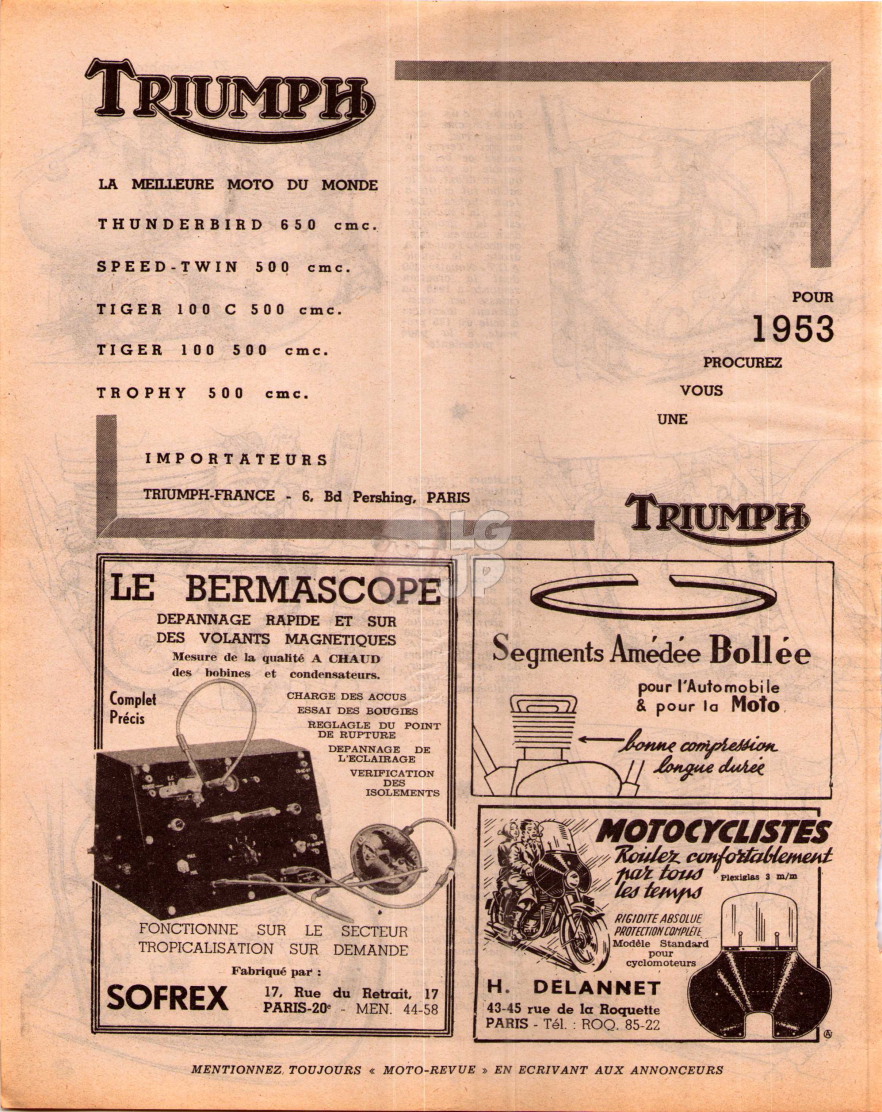 TRIUMPH
LA MEILLEURE MOTO DU MONDE
THUNDERBIRD 650 cmc.
SPEED-TWIN 500 cmc.
TIGER 100 C 500 cmc.
TIGER 100 500 cmc.
TROPHY 500 cmc.
IMPORTATEURS
TRIUMPH-FRANCE - 6, Bd Pershing, PARIS
POUR
1953
PROCUREZ
VOUS
UNE
TRIUMPH
LG
JP
LE BERMASCOPE
DEPANNAGE RAPIDE ET SUR
DES VOLANTS MAGNETIQUES
Mesure de la qualité A CHAUD
des bobines et condensateurs.
Complet
Précis
CHARGE DES ACCUS
ESSAI DES BOUGIES
REGLAGLE DU POINT
DE RUPTURE
DEPANNAGE DE
L'ECLAIRAGE
VERIFICATION
DES
ISOLEMENTS
FONCTIONNE SUR LE SECTEUR
TROPICALISATION SUR DEMANDE
Fabriqué par :
SOFREX
17, Rue du Retrait, 17
PARIS-20e - MEN. 44-58
Segments Amédée Bollée
pour l'Automobile
& pour la Moto
bonne compression
longue durée
MOTOCYCLISTES
Roulez confortablement
par tous
les temps
Plexiglas 3 m/m
RIGIDITE ABSOLUE
PROTECTION COMPLÈTE
Modèle Standard
pour
cyclomoteurs
H. DELANNET
43-45 rue de la Roquette
PARIS - Tél. : ROQ. 85-22
MENTIONNEZ TOUJOURS « MOTO-REVUE » EN ECRIVANT AUX ANNONCEURS